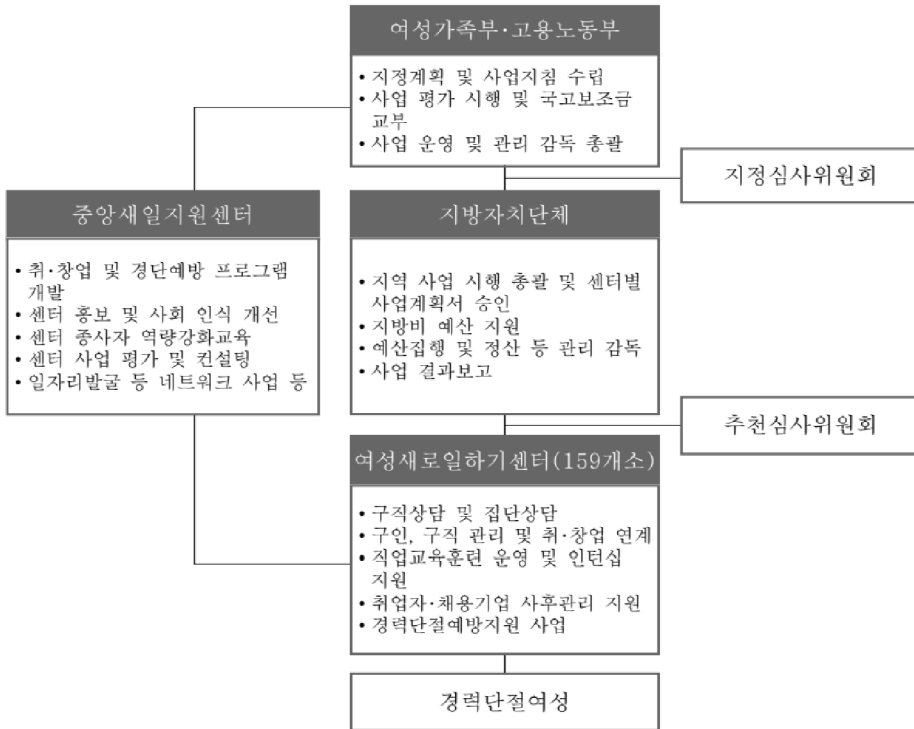 여성가족부·고용노동부
• 지정계획 및 사업지침 수립
• 사업 평가 시행 및 국고보조금
교부
• 사업 운영 및 관리 감독 총괄
지정심사위원회
중앙새일지원센터
• 취·창업 및 경단예방 프로그램
개발
• 센터 홍보 및 사회 인식 개선
• 센터 종사자 역량강화교육
• 센터 사업 평가 및 컨설팅
• 일자리발굴 등 네트워크 사업 등
지방자치단체
• 지역 사업 시행 총괄 및 센터별
사업계획서 승인
• 지방비 예산 지원
• 예산집행 및 정산 등 관리 감독
• 사업 결과보고
추천심사위원회
여성새로일하기센터(159개소)
• 구직상담 및 집단상담
• 구인, 구직 관리 및 취·창업 연계
• 직업교육훈련 운영 및 인턴십
지원
• 취업자·채용기업 사후관리 지원
• 경력단절예방지원 사업
경력단절여성